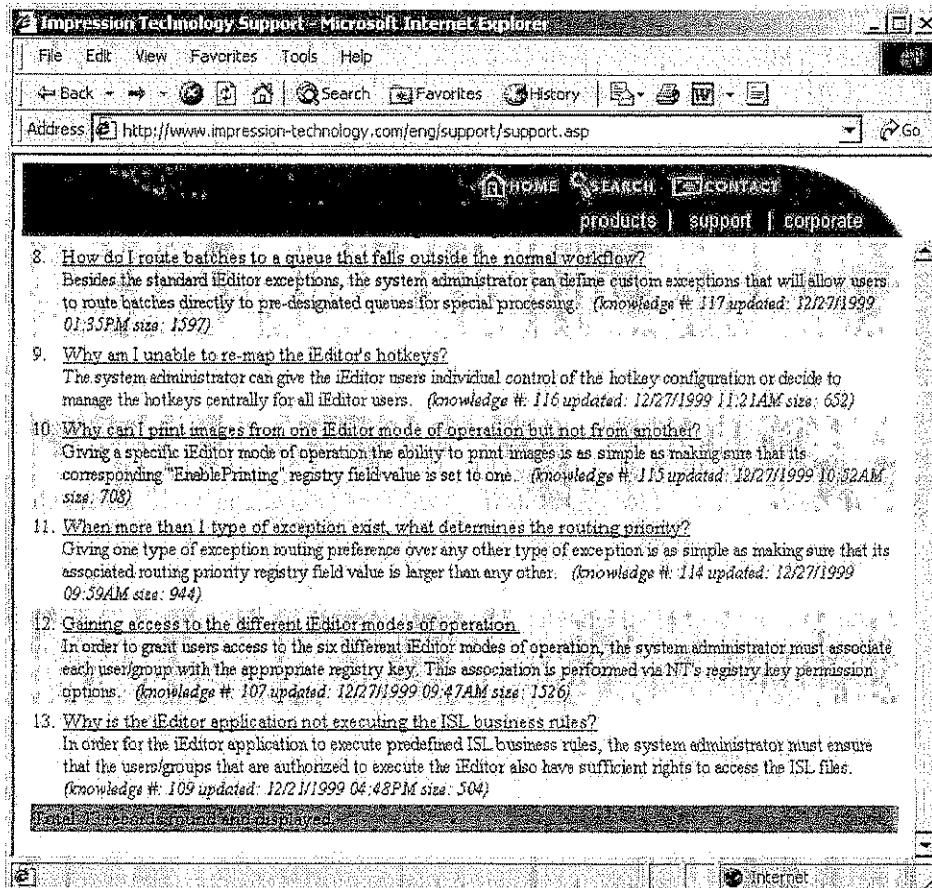 Impression Technology Support - Microsoft Internet Explorer
File Edit View Favorites Tools Help
Back Search Favorites History
Address http://www.impression-technology.com/eng/support/support.asp Go
HOME SEARCH CONTACT
products | support | corporate
8. How do I route batches to a queue that falls outside the normal workflow?
Besides the standard iEditor exceptions, the system administrator can define custom exceptions that will allow users
to route batches directly to pre-designated queues for special processing. (knowledge #: 117 updated: 12/27/1999
01:35PM size: 1597)
9. Why am I unable to re-map the iEditor's hotkeys?
The system administrator can give the iEditor users individual control of the hotkey configuration or decide to
manage the hotkeys centrally for all iEditor users. (knowledge #: 116 updated: 12/27/1999 11:21AM size: 652)
10. Why can I print images from one iEditor mode of operation but not from another?
Giving a specific iEditor mode of operation the ability to print images is as simple as making sure that its
corresponding "EnablePrinting" registry field value is set to one. (knowledge #: 115 updated: 12/27/1999 10:52AM
size: 708)
11. When more than 1 type of exception exist, what determines the routing priority?
Giving one type of exception routing preference over any other type of exception is as simple as making sure that its
associated routing priority registry field value is larger than any other. (knowledge #: 114 updated: 12/27/1999
09:59AM size: 944)
12. Gaining access to the different iEditor modes of operation
In order to grant users access to the six different iEditor modes of operation, the system administrator must associate
each user/group with the appropriate registry key. This association is performed via NT's registry key permission
options. (knowledge #: 107 updated: 12/27/1999 09:47AM size: 1526)
13. Why is the iEditor application not executing the ISL business rules?
In order for the iEditor application to execute predefined ISL business rules, the system administrator must ensure
that the users/groups that are authorized to execute the iEditor also have sufficient rights to access the ISL files.
(knowledge #: 109 updated: 12/21/1999 04:48PM size: 504)
Total 13 records found and displayed
Internet